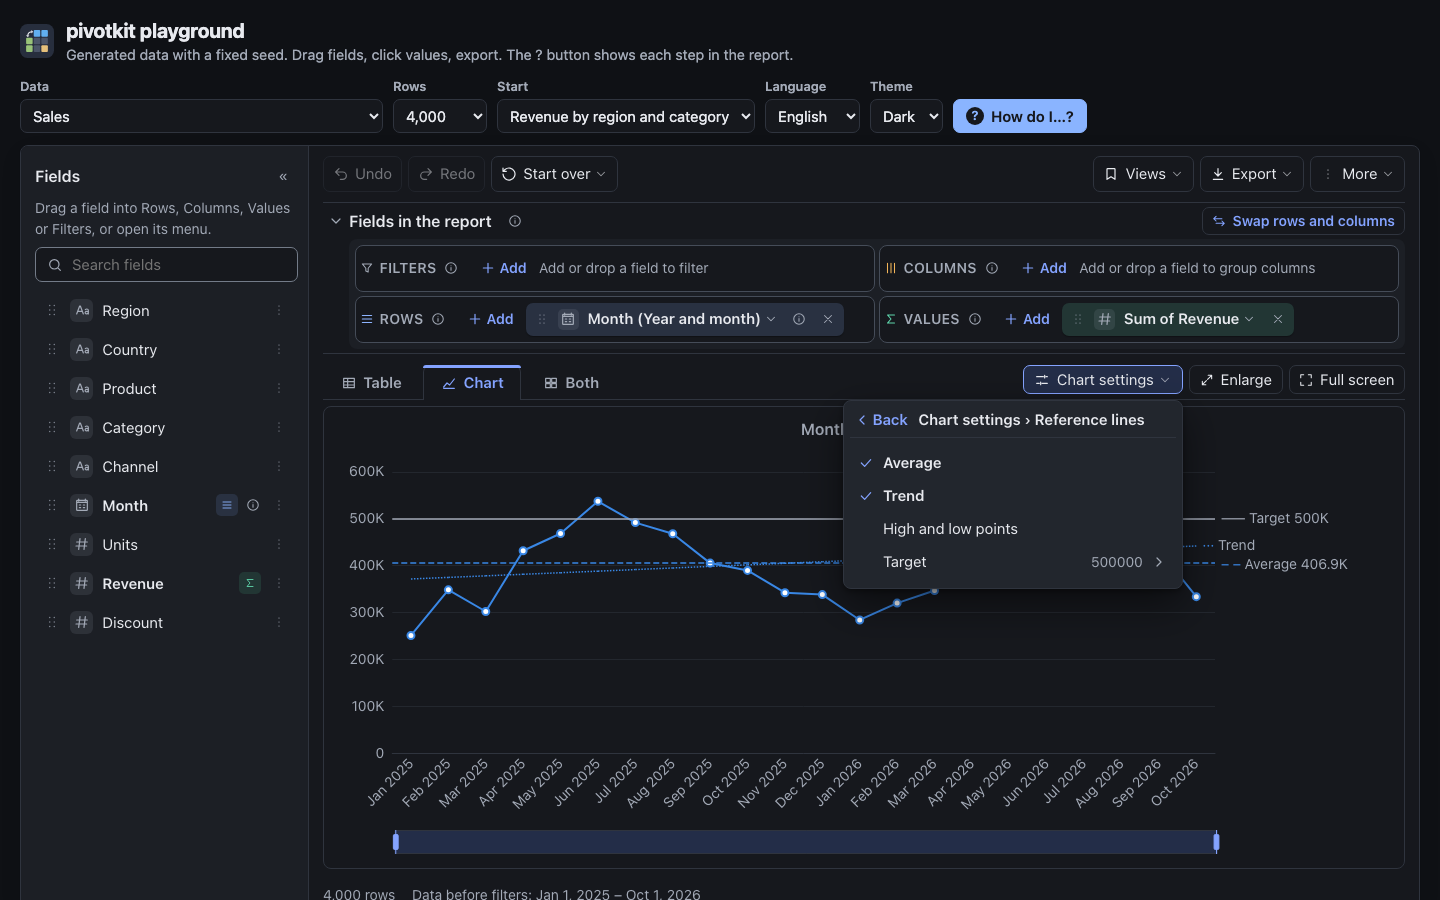 pivotkit playground
Generated data with a fixed seed. Drag fields, click values, export. The ? button shows each step in the report.
Data
Rows
Start
Language
Theme
Sales
4,000
Revenue by region and category
English
Dark
? How do I...?
Fields
«
Drag a field into Rows, Columns, Values
or Filters, or open its menu.
Search fields
Aa Region
Aa Country
Aa Product
Aa Category
Aa Channel
Month
# Units
# Revenue Σ
# Discount
Undo
Redo
Start over
Views
Export
More
Fields in the report
Swap rows and columns
FILTERS + Add Add or drop a field to filter
COLUMNS + Add Add or drop a field to group columns
ROWS + Add Month (Year and month) ×
Σ VALUES + Add # Sum of Revenue ×
Table
Chart
Both
Chart settings
Enlarge
Full screen
Back Chart settings › Reference lines
Average
Trend
High and low points
Target 500000
600K
500K
400K
300K
200K
100K
0
Target 500K
Trend
Average 406.9K
Jan 2025
Feb 2025
Mar 2025
Apr 2025
May 2025
Jun 2025
Jul 2025
Aug 2025
Sep 2025
Oct 2025
Nov 2025
Dec 2025
Jan 2026
Feb 2026
Mar 2026
Apr 2026
May 2026
Jun 2026
Jul 2026
Aug 2026
Sep 2026
Oct 2026
4,000 rows Data before filters: Jan 1, 2025 – Oct 1, 2026